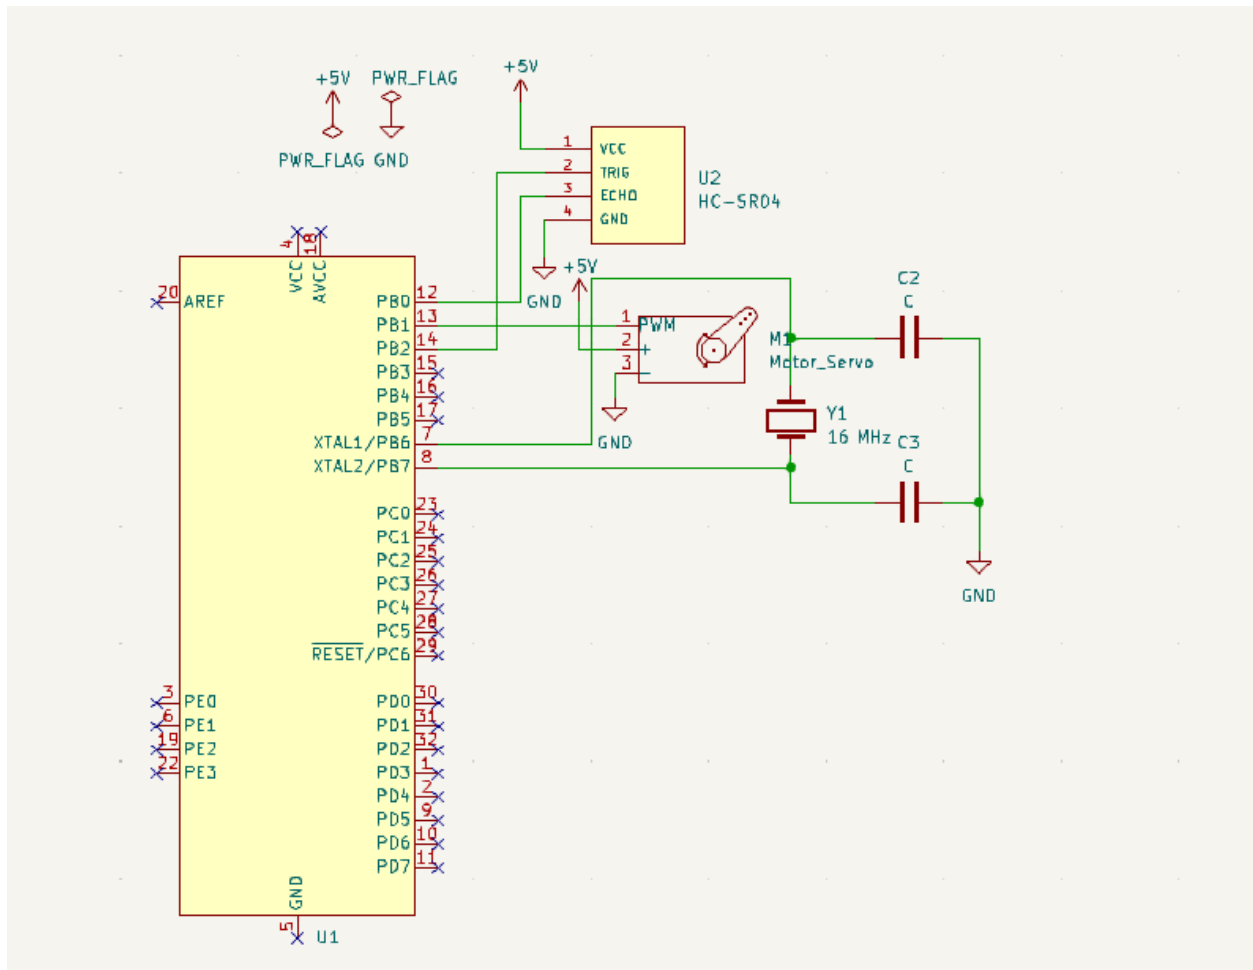 +5V
PWR_FLAG
+5V
PWR_FLAG
GND
1
VCC
2
TRIG
3
ECHO
4
GND
U2
HC-SR04
GND
+5V
4
VCC
18
AVCC
20
AREF
PB0
12
PB1
13
PB2
14
PB3
15
PB4
16
PB5
17
XTAL1/PB6
7
XTAL2/PB7
8
1
PWM
2
+
3
-
M1
Motor_Servo
GND
C2
C
Y1
16 MHz
C3
C
GND
PC0
23
PC1
24
PC2
25
PC3
26
PC4
27
PC5
28
RESET/PC6
29
3
PE0
6
PE1
19
PE2
22
PE3
PD0
30
PD1
31
PD2
32
PD3
1
PD4
2
PD5
9
PD6
10
PD7
11
GND
5
U1